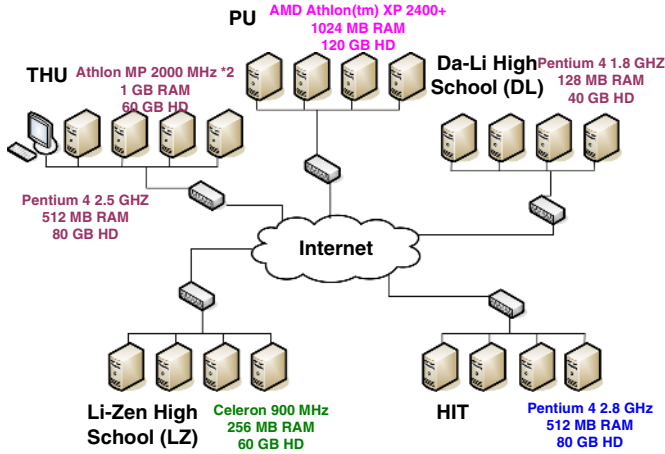 PU
AMD Athlon(tm) XP 2400+
1024 MB RAM
120 GB HD
THU
Athlon MP 2000 MHz *2
1 GB RAM
60 GB HD
Da-Li High
School (DL)
Pentium 4 1.8 GHZ
128 MB RAM
40 GB HD
Pentium 4 2.5 GHZ
512 MB RAM
80 GB HD
Internet
Li-Zen High
School (LZ)
Celeron 900 MHz
256 MB RAM
60 GB HD
HIT
Pentium 4 2.8 GHz
512 MB RAM
80 GB HD